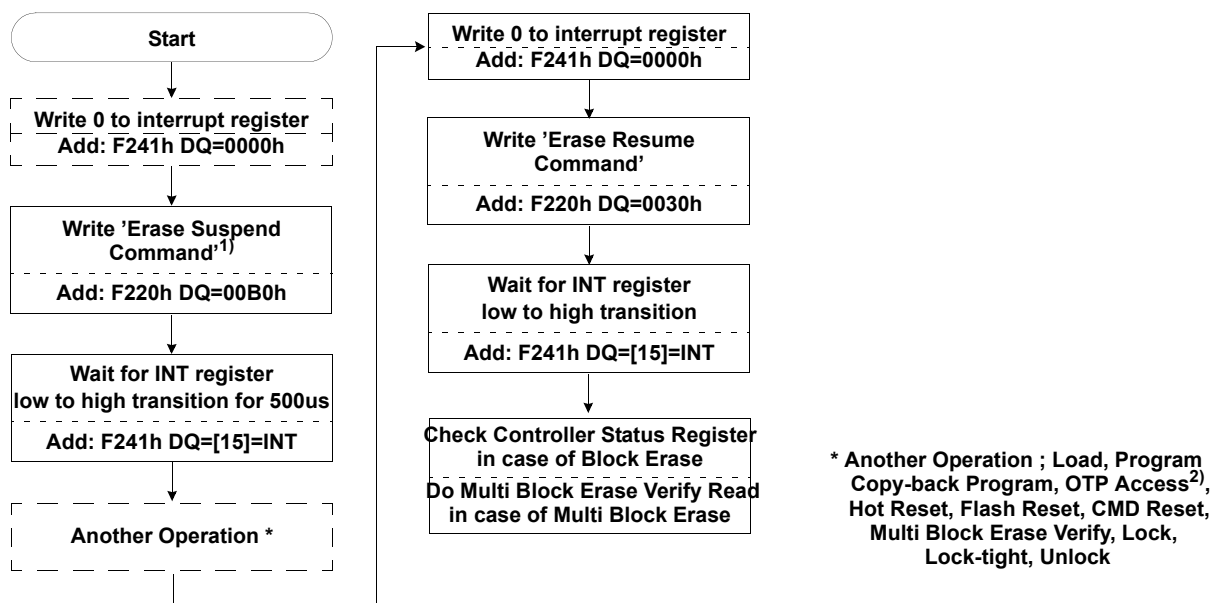 Start
Write 0 to interrupt register
Add: F241h DQ=0000h
Write ’Erase Suspend
Command’1)
Add: F220h DQ=00B0h
Wait for INT register
low to high transition for 500us
Add: F241h DQ=[15]=INT
Another Operation *
Write 0 to interrupt register
Add: F241h DQ=0000h
Write ’Erase Resume
Command’
Add: F220h DQ=0030h
Wait for INT register
low to high transition
Add: F241h DQ=[15]=INT
Check Controller Status Register
in case of Block Erase
Do Multi Block Erase Verify Read
in case of Multi Block Erase
* Another Operation ; Load, Program
Copy-back Program, OTP Access2),
Hot Reset, Flash Reset, CMD Reset,
Multi Block Erase Verify, Lock,
Lock-tight, Unlock